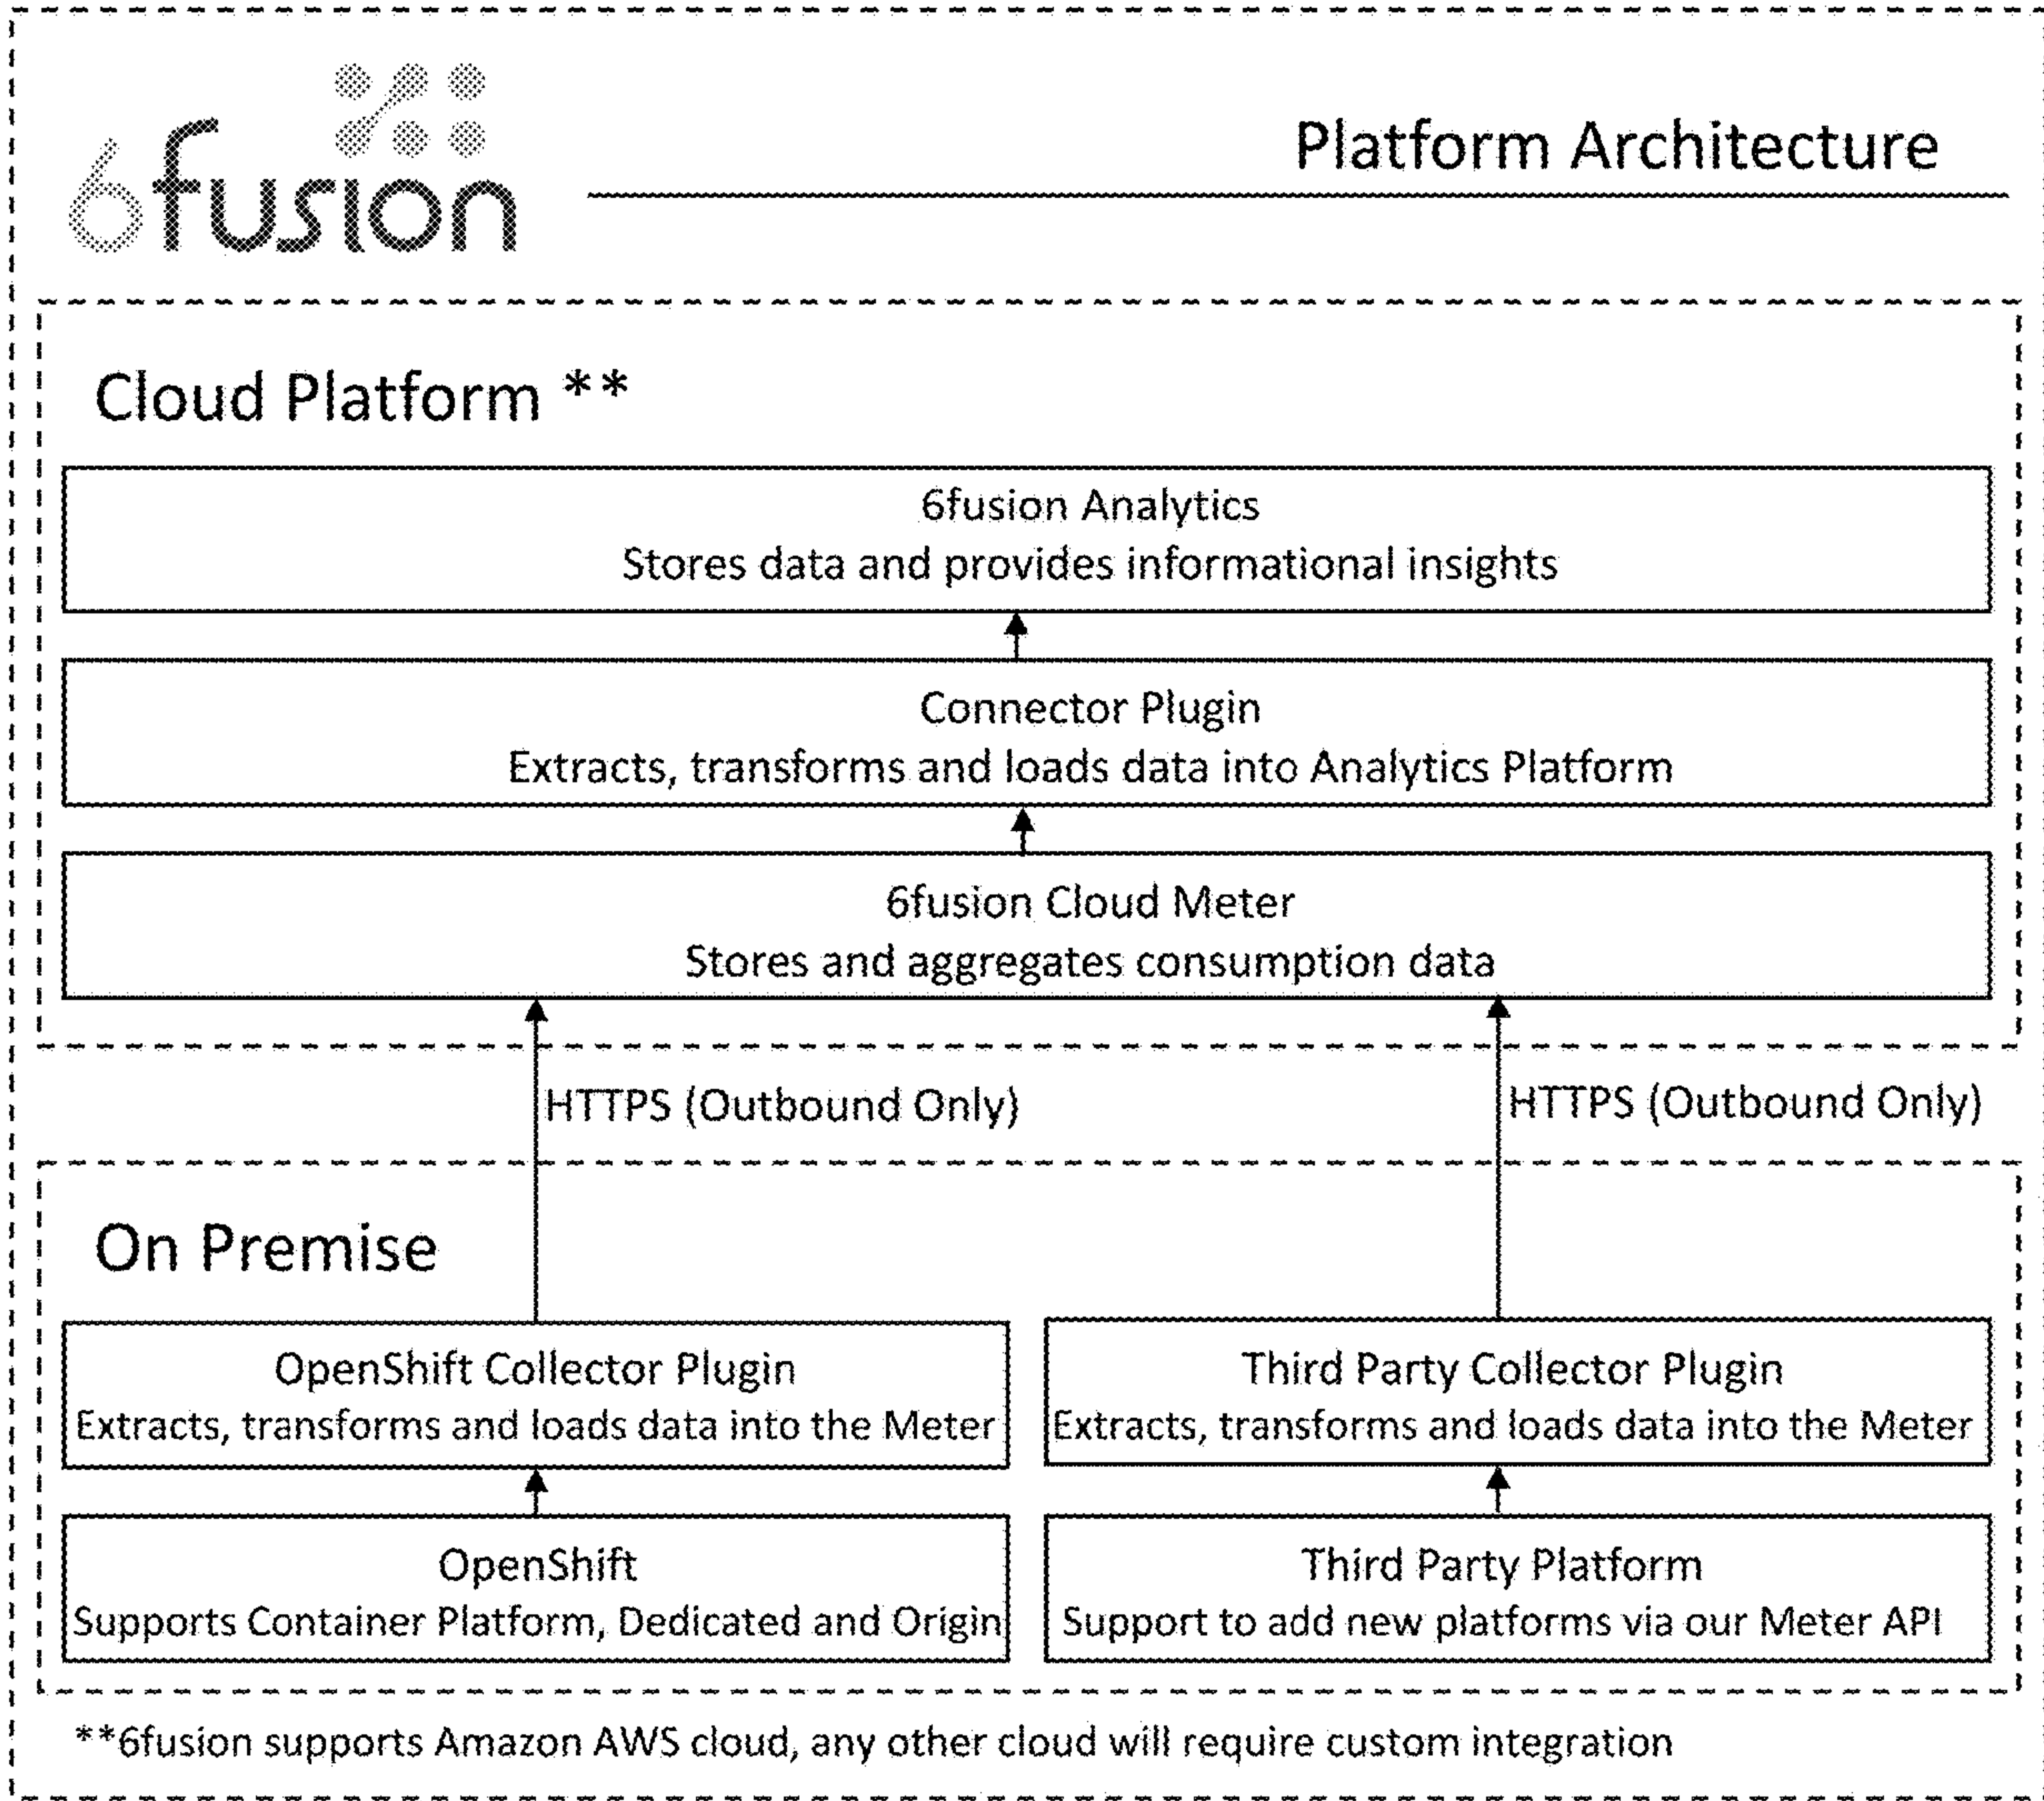 6fusion
Platform Architecture
Cloud Platform **
6fusion Analytics
Stores data and provides informational insights
Connector Plugin
Extracts, transforms and loads data into Analytics Platform
6fusion Cloud Meter
Stores and aggregates consumption data
HTTPS (Outbound Only)
HTTPS (Outbound Only)
On Premise
OpenShift Collector Plugin
Extracts, transforms and loads data into the Meter
Third Party Collector Plugin
Extracts, transforms and loads data into the Meter
OpenShift
Supports Container Platform, Dedicated and Origin
Third Party Platform
Support to add new platforms via our Meter API
**6fusion supports Amazon AWS cloud, any other cloud will require custom integration